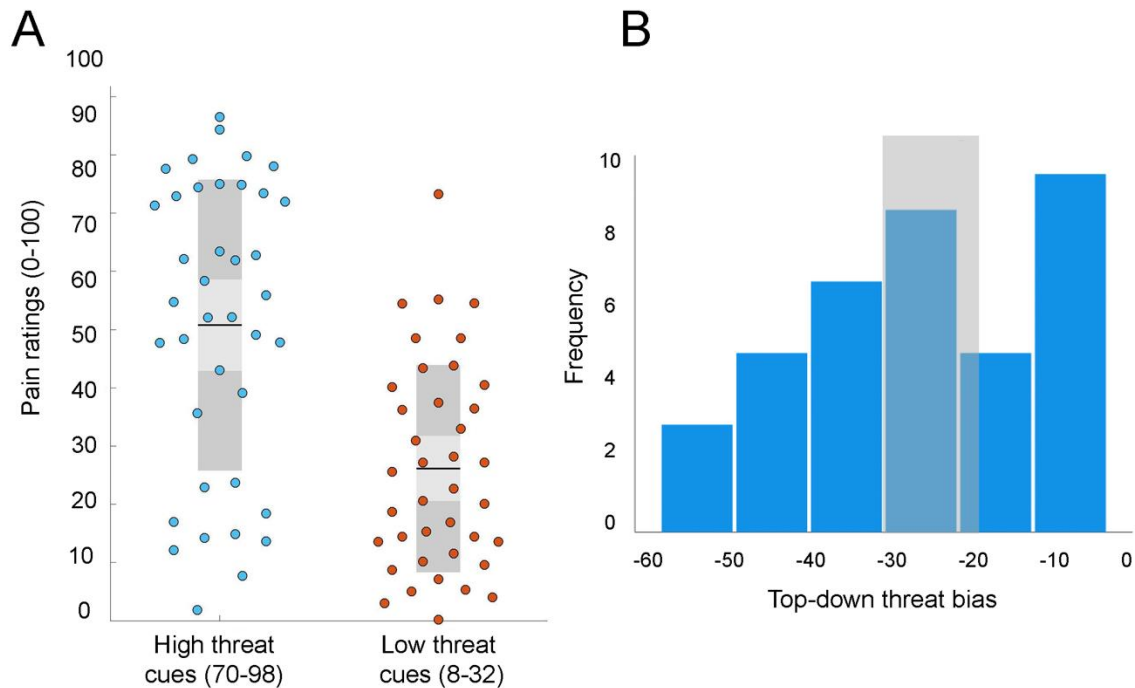 A
B
100
90
80
70
60
50
40
30
20
10
0
Pain ratings (0-100)
High threat
cues (70-98)
Low threat
cues (8-32)
10
8
6
4
2
0
Frequency
-60
-50
-40
-30
-20
-10
0
Top-down threat bias